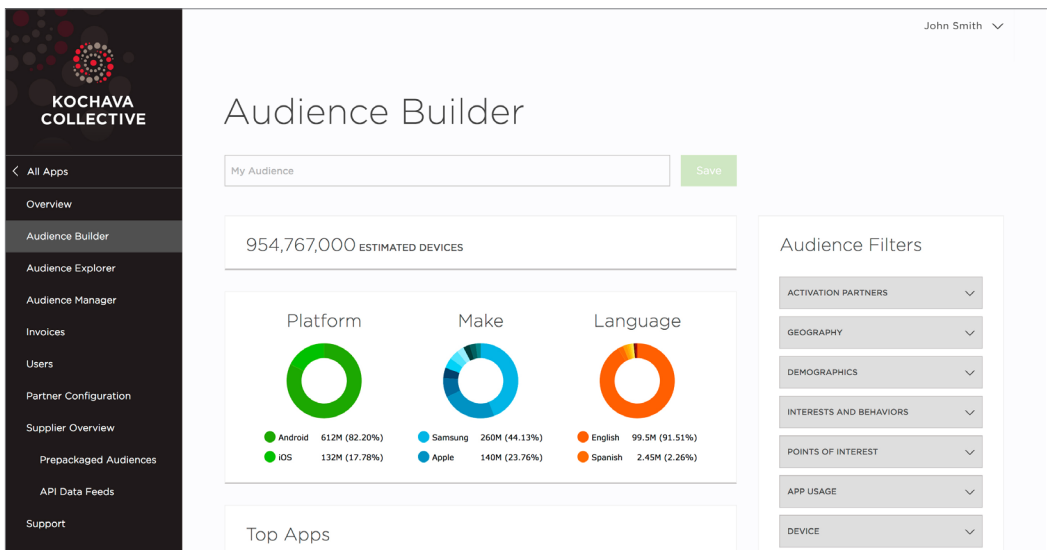 John Smith
KOCHAVA
COLLECTIVE
All Apps
Overview
Audience Builder
Audience Explorer
Audience Manager
Invoices
Users
Partner Configuration
Supplier Overview
Prepackaged Audiences
API Data Feeds
Support
Audience Builder
My Audience
Save
954,767,000 ESTIMATED DEVICES
Platform
Android 612M (82.20%)
iOS 132M (17.78%)
Make
Samsung 260M (44.13%)
Apple 140M (23.76%)
Language
English 99.5M (91.51%)
Spanish 2.45M (2.26%)
Top Apps
Audience Filters
ACTIVATION PARTNERS
GEOGRAPHY
DEMOGRAPHICS
INTERESTS AND BEHAVIORS
POINTS OF INTEREST
APP USAGE
DEVICE